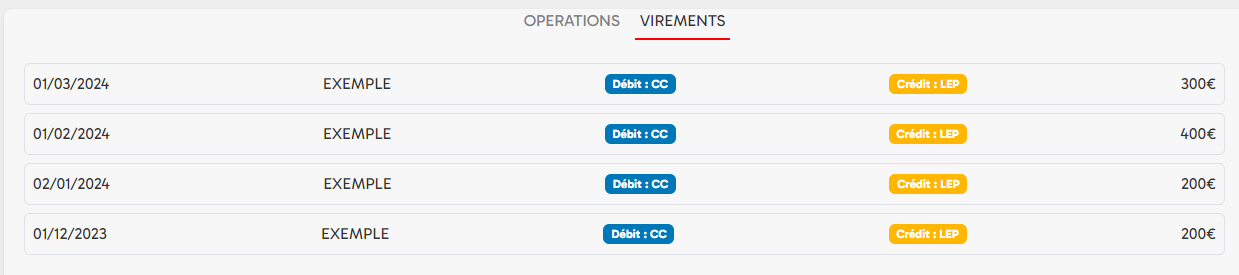 OPERATIONS VIREMENTS
01/03/2024 EXEMPLE Débit : CC Crédit : LEP 300€
01/02/2024 EXEMPLE Débit : CC Crédit : LEP 400€
02/01/2024 EXEMPLE Débit : CC Crédit : LEP 200€
01/12/2023 EXEMPLE Débit : CC Crédit : LEP 200€